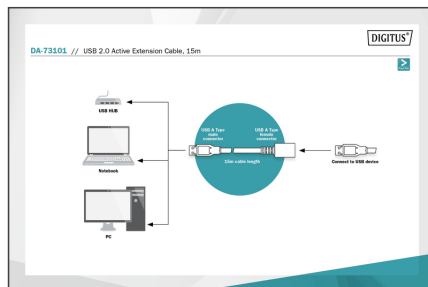 DIGITUS®
DA-73101 // USB 2.0 Active Extension Cable, 15m
USB HUB
USB A Type
male
connector
USB A Type
female
connector
15m cable length
Notebook
Connect to USB device
PC